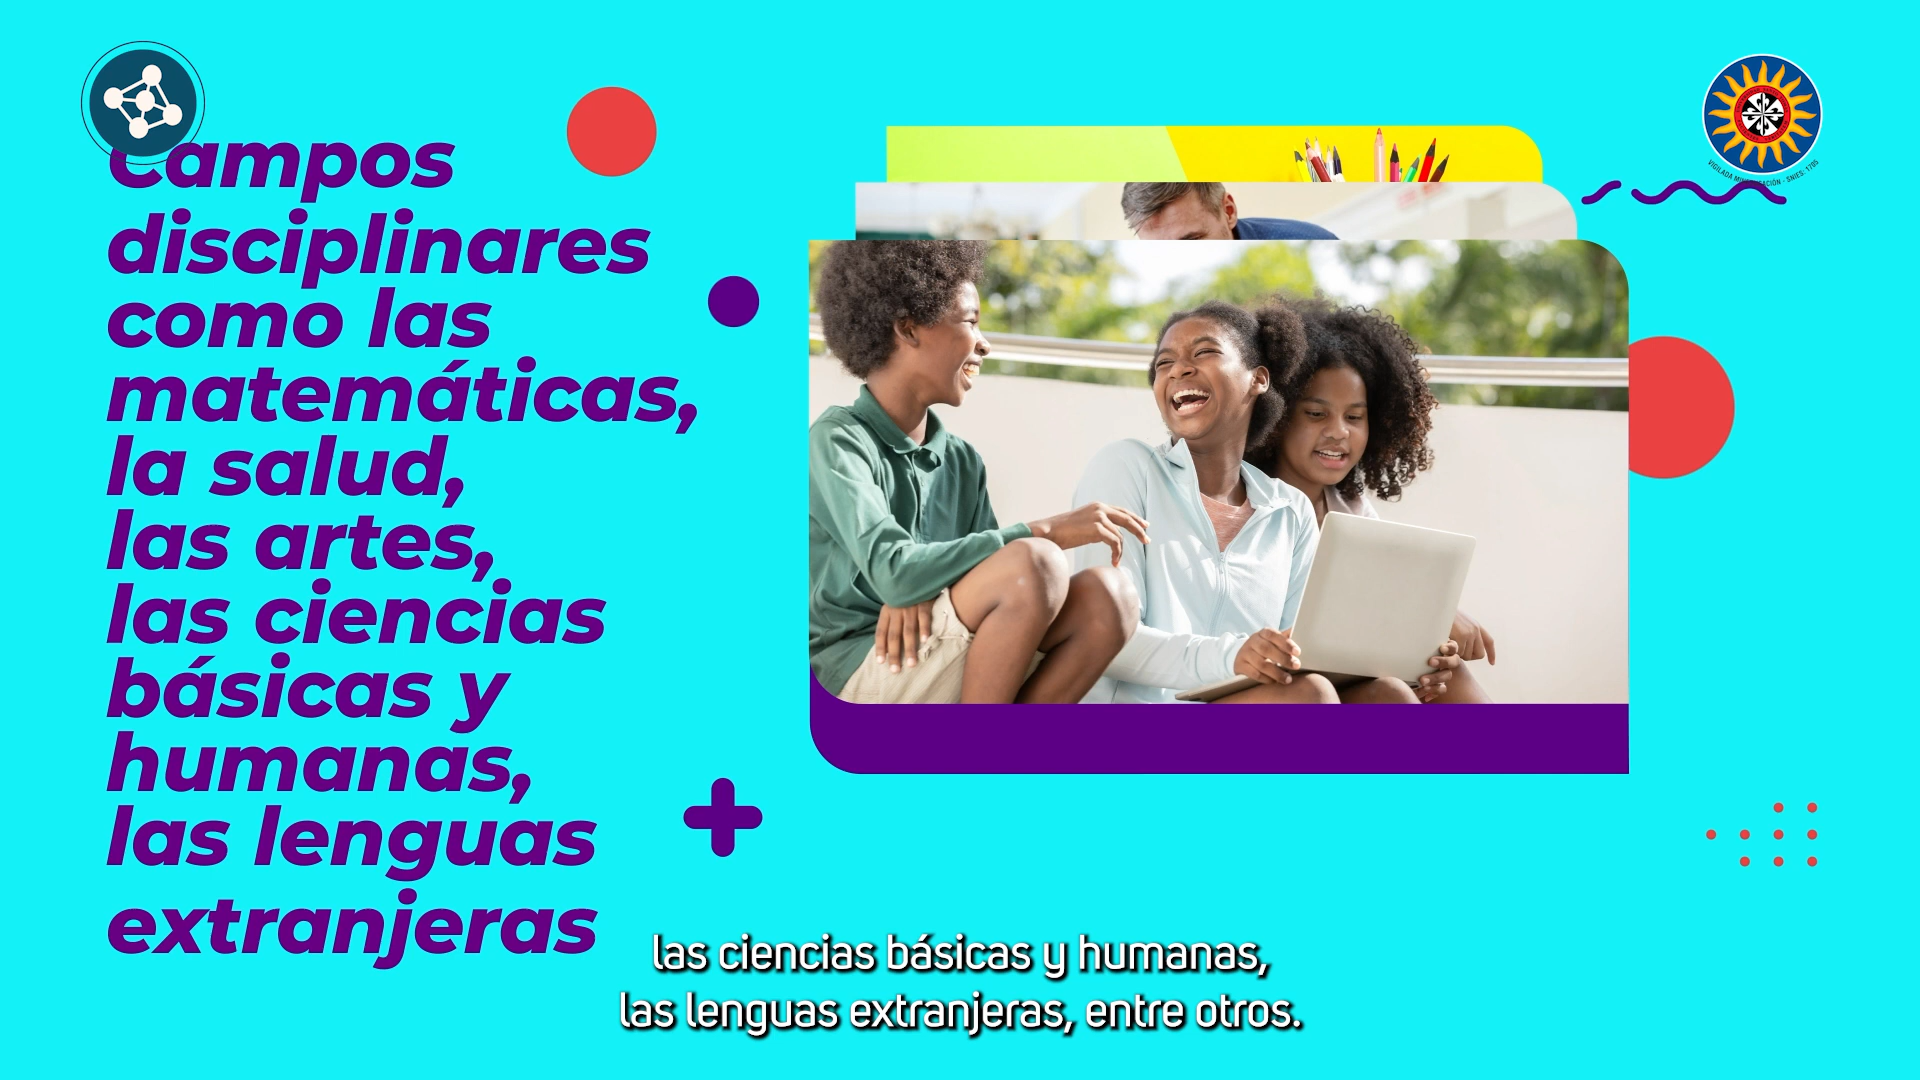 Campos
disciplinares
como las
matemáticas,
la salud,
las artes,
las ciencias
básicas y
humanas,
las lenguas
extranjeras
las ciencias básicas y humanas,
las lenguas extranjeras, entre otros.